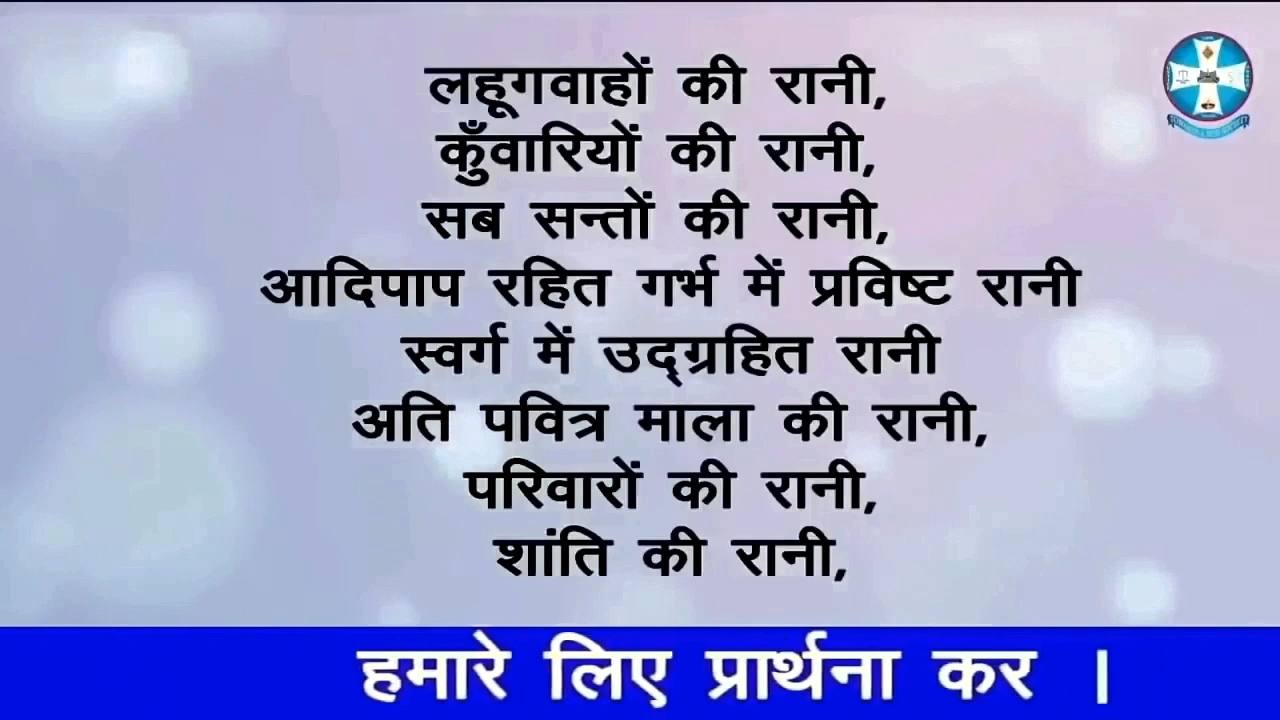 लहूगवाहों की रानी,
कुँवारियों की रानी,
सब सन्तों की रानी,
आदिपाप रहित गर्भ में प्रविष्ट रानी
स्वर्ग में उद्ग्रहित रानी
अति पवित्र माला की रानी,
परिवारों की रानी,
शांति की रानी,
हमारे लिए प्रार्थना कर ।